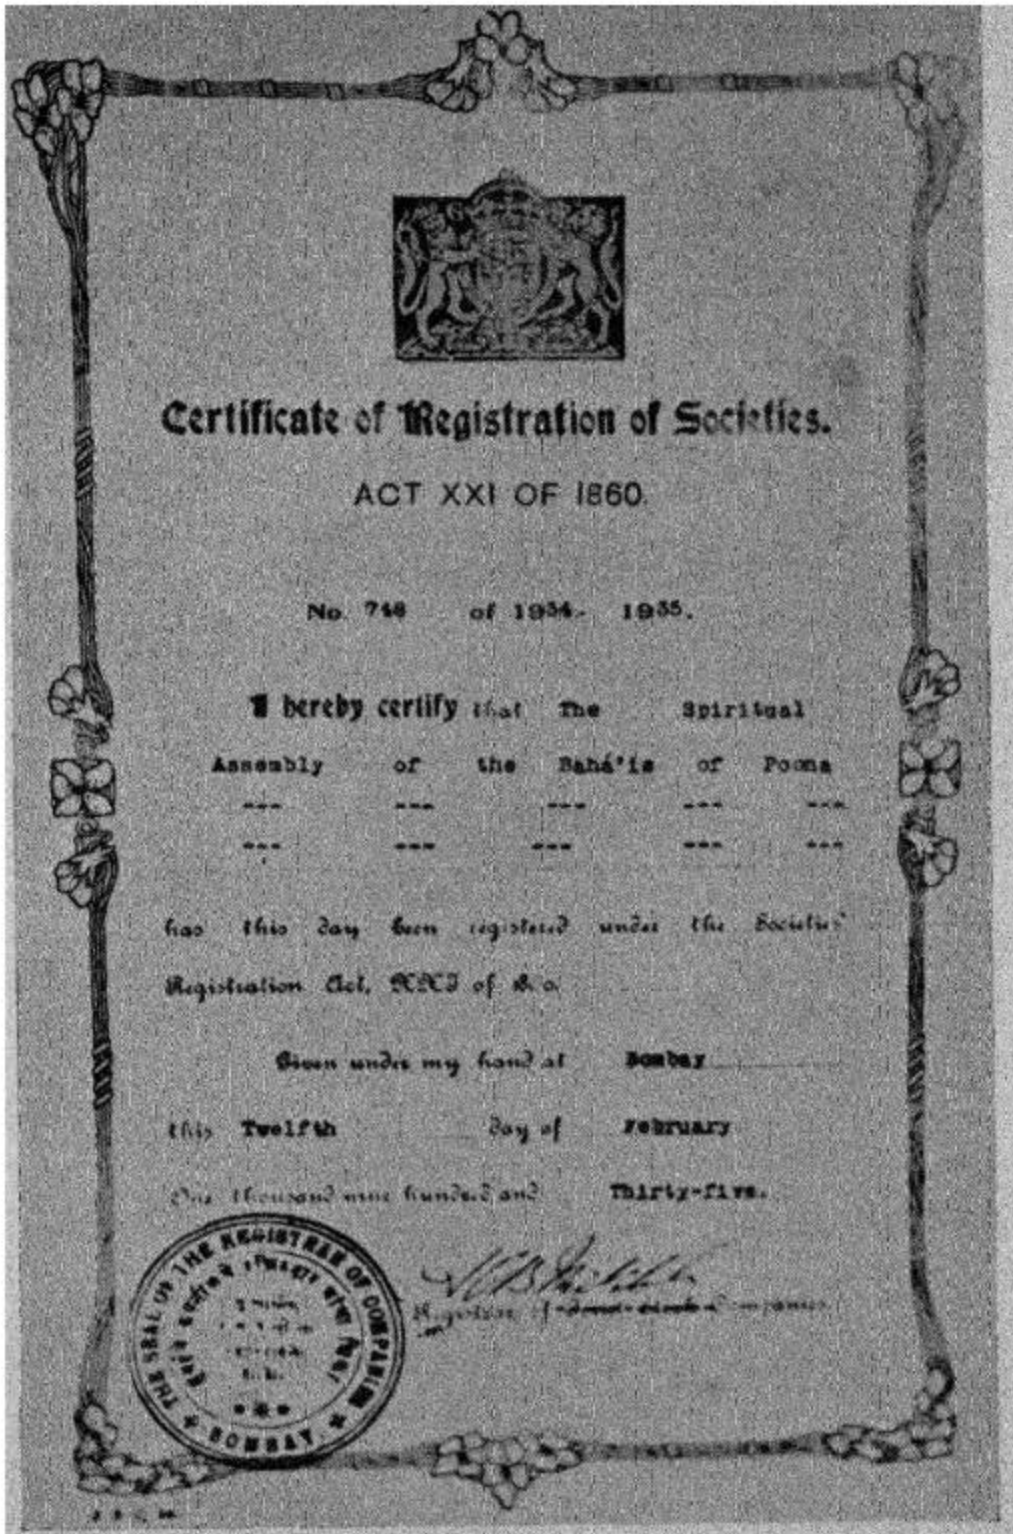 Certificate of Registration of Societies.
ACT XXI OF 1860.
No. 748 of 1934- 1935.
I hereby certify that The Spiritual
Assembly of the Bahá'is of Poona
--- --- --- --- ---
--- --- --- --- ---
has this day been registered under the Societies'
Registration Act, XXI of
Given under my hand at Bombay
this Twelfth day of February
One thousand nine hundred and Thirty-five.
Registrar of Companies
THE SEAL OF THE REGISTRAR OF COMPANIES
BOMBAY.